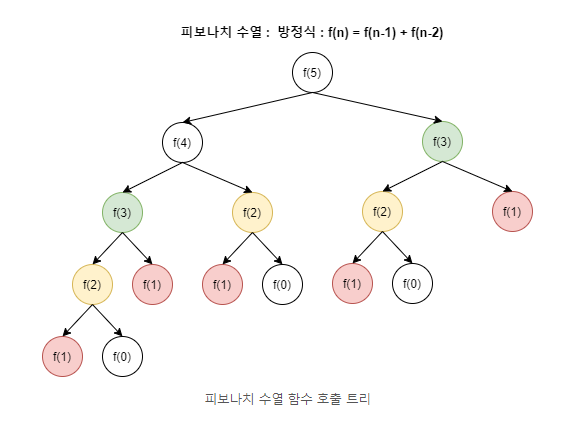 피보나치 수열 :  방정식 : f(n) = f(n-1) + f(n-2)
f(5)
f(4) f(3)
f(3) f(2) f(2) f(1)
f(2) f(1) f(1) f(0) f(1) f(0)
f(1) f(0)
피보나치 수열 함수 호출 트리